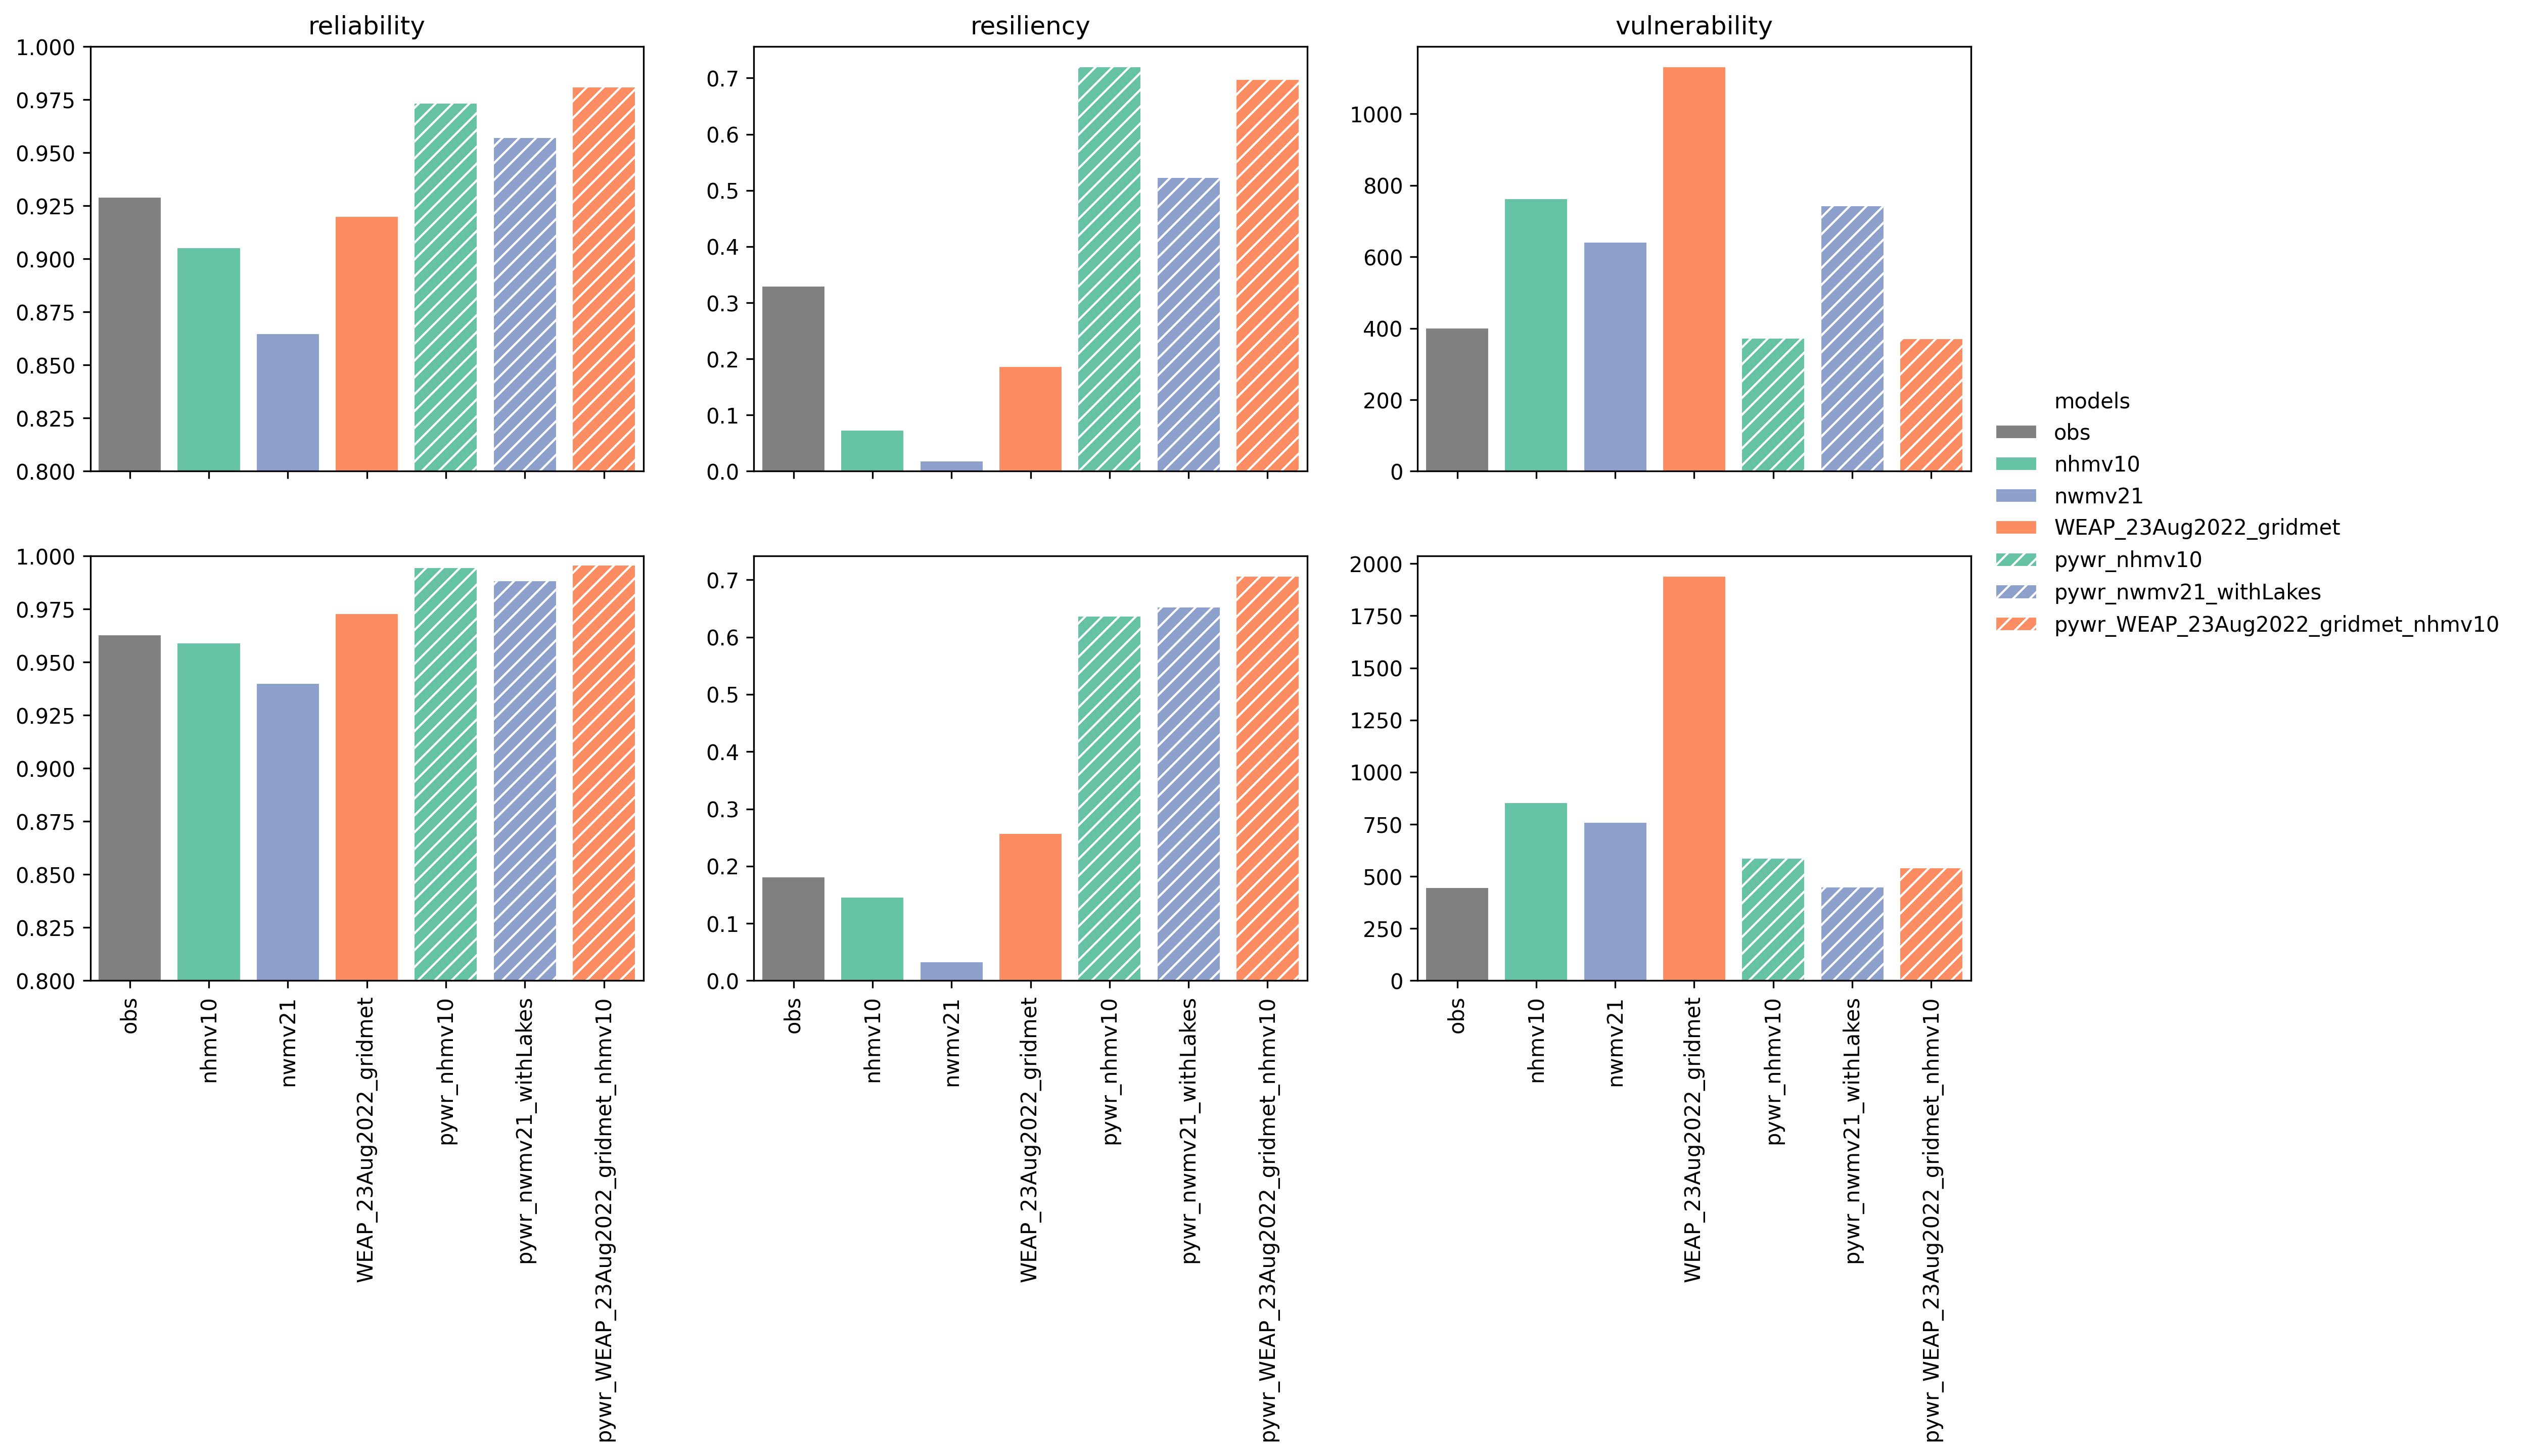 reliability
resiliency
vulnerability
1.000
0.975
0.950
0.925
0.900
0.875
0.850
0.825
0.800
0.7
0.6
0.5
0.4
0.3
0.2
0.1
0.0
1000
800
600
400
200
0
models
obs
nhmv10
nwmv21
WEAP_23Aug2022_gridmet
pywr_nhmv10
pywr_nwmv21_withLakes
pywr_WEAP_23Aug2022_gridmet_nhmv10
1.000
0.975
0.950
0.925
0.900
0.875
0.850
0.825
0.800
obs
nhmv10
nwmv21
WEAP_23Aug2022_gridmet
pywr_nhmv10
pywr_nwmv21_withLakes
pywr_WEAP_23Aug2022_gridmet_nhmv10
0.7
0.6
0.5
0.4
0.3
0.2
0.1
0.0
obs
nhmv10
nwmv21
WEAP_23Aug2022_gridmet
pywr_nhmv10
pywr_nwmv21_withLakes
pywr_WEAP_23Aug2022_gridmet_nhmv10
2000
1750
1500
1250
1000
750
500
250
0
obs
nhmv10
nwmv21
WEAP_23Aug2022_gridmet
pywr_nhmv10
pywr_nwmv21_withLakes
pywr_WEAP_23Aug2022_gridmet_nhmv10